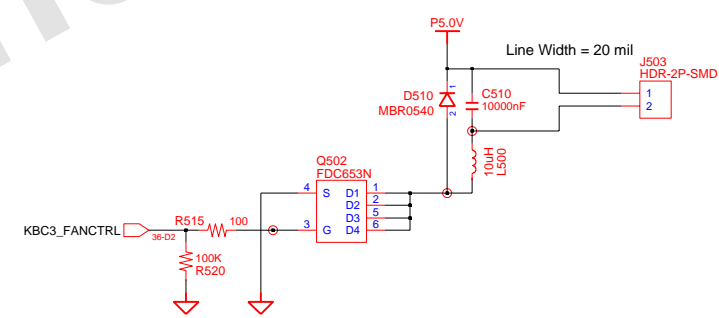 P5.0V
Line Width = 20 mil
J503
HDR-2P-SMD
1
2
D510
MBR0540
1
2
C510
10000nF
10uH
L500
Q502
FDC653N
4 S D1 1
D2 2
D3 5
3 G D4 6
KBC3_FANCTRL
36-D2
R515 100
100K
R520